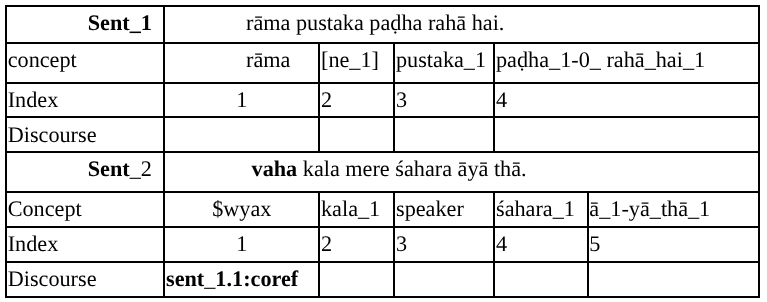 Sent_1 rāma pustaka paḍha rahā hai.
concept rāma [ne_1] pustaka_1 paḍha_1-0_ rahā_hai_1
Index 1 2 3 4
Discourse
Sent_2 vaha kala mere śahara āyā thā.
Concept $wyax kala_1 speaker śahara_1 ā_1-yā_thā_1
Index 1 2 3 4 5
Discourse sent_1.1:coref